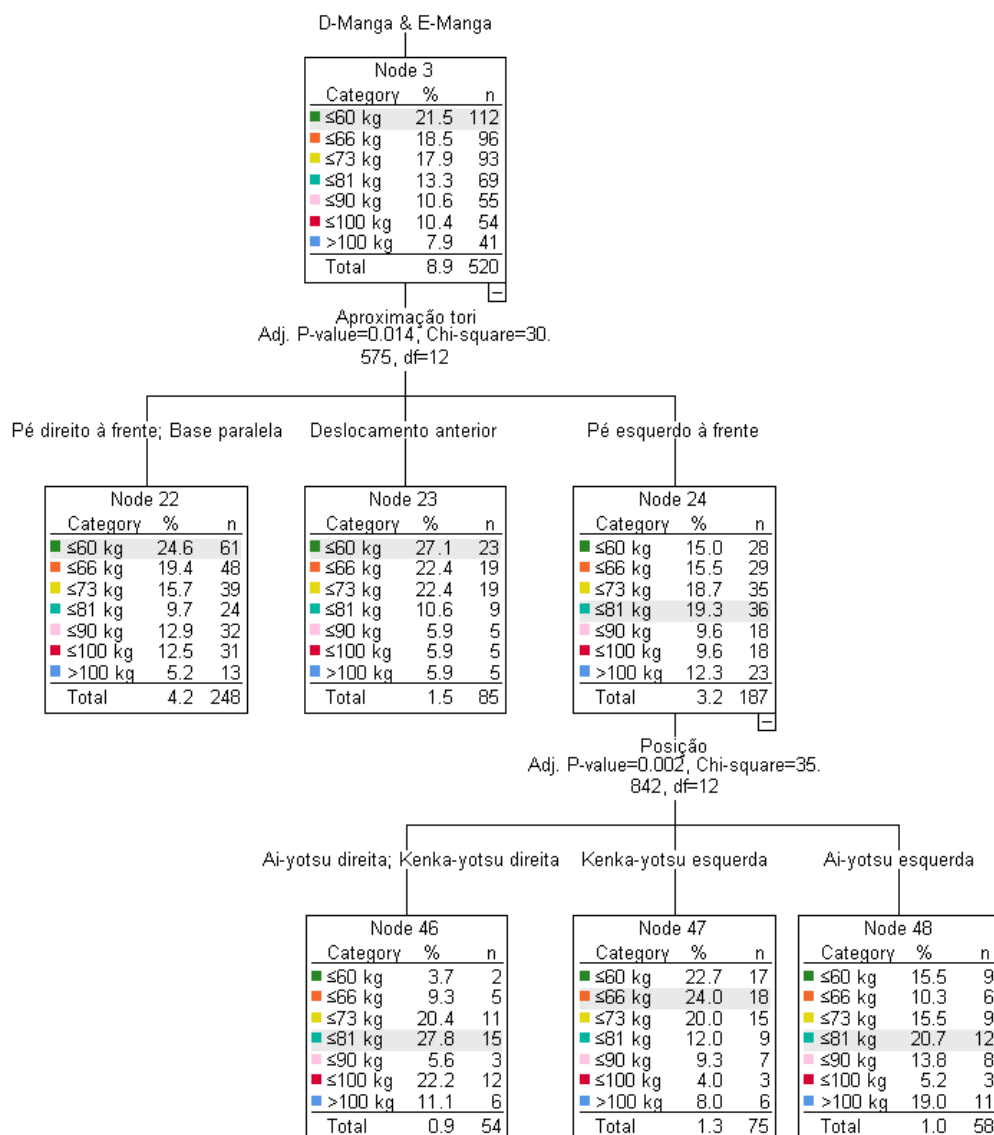 D-Manga & E-Manga
Node 3
Category % n
≤60 kg 21.5 112
≤66 kg 18.5 96
≤73 kg 17.9 93
≤81 kg 13.3 69
≤90 kg 10.6 55
≤100 kg 10.4 54
>100 kg 7.9 41
Total 8.9 520
Aproximação tori
Adj. P-value=0.014, Chi-square=30.
575, df=12
Pé direito à frente; Base paralela
Deslocamento anterior
Pé esquerdo à frente
Node 22
Category % n
≤60 kg 24.6 61
≤66 kg 19.4 48
≤73 kg 15.7 39
≤81 kg 9.7 24
≤90 kg 12.9 32
≤100 kg 12.5 31
>100 kg 5.2 13
Total 4.2 248
Node 23
Category % n
≤60 kg 27.1 23
≤66 kg 22.4 19
≤73 kg 22.4 19
≤81 kg 10.6 9
≤90 kg 5.9 5
≤100 kg 5.9 5
>100 kg 5.9 5
Total 1.5 85
Node 24
Category % n
≤60 kg 15.0 28
≤66 kg 15.5 29
≤73 kg 18.7 35
≤81 kg 19.3 36
≤90 kg 9.6 18
≤100 kg 9.6 18
>100 kg 12.3 23
Total 3.2 187
Posição
Adj. P-value=0.002, Chi-square=35.
842, df=12
Ai-yotsu direita; Kenka-yotsu direita
Kenka-yotsu esquerda
Ai-yotsu esquerda
Node 46
Category % n
≤60 kg 3.7 2
≤66 kg 9.3 5
≤73 kg 20.4 11
≤81 kg 27.8 15
≤90 kg 5.6 3
≤100 kg 22.2 12
>100 kg 11.1 6
Total 0.9 54
Node 47
Category % n
≤60 kg 22.7 17
≤66 kg 24.0 18
≤73 kg 20.0 15
≤81 kg 12.0 9
≤90 kg 9.3 7
≤100 kg 4.0 3
>100 kg 8.0 6
Total 1.3 75
Node 48
Category % n
≤60 kg 15.5 9
≤66 kg 10.3 6
≤73 kg 15.5 9
≤81 kg 20.7 12
≤90 kg 13.8 8
≤100 kg 5.2 3
>100 kg 19.0 11
Total 1.0 58